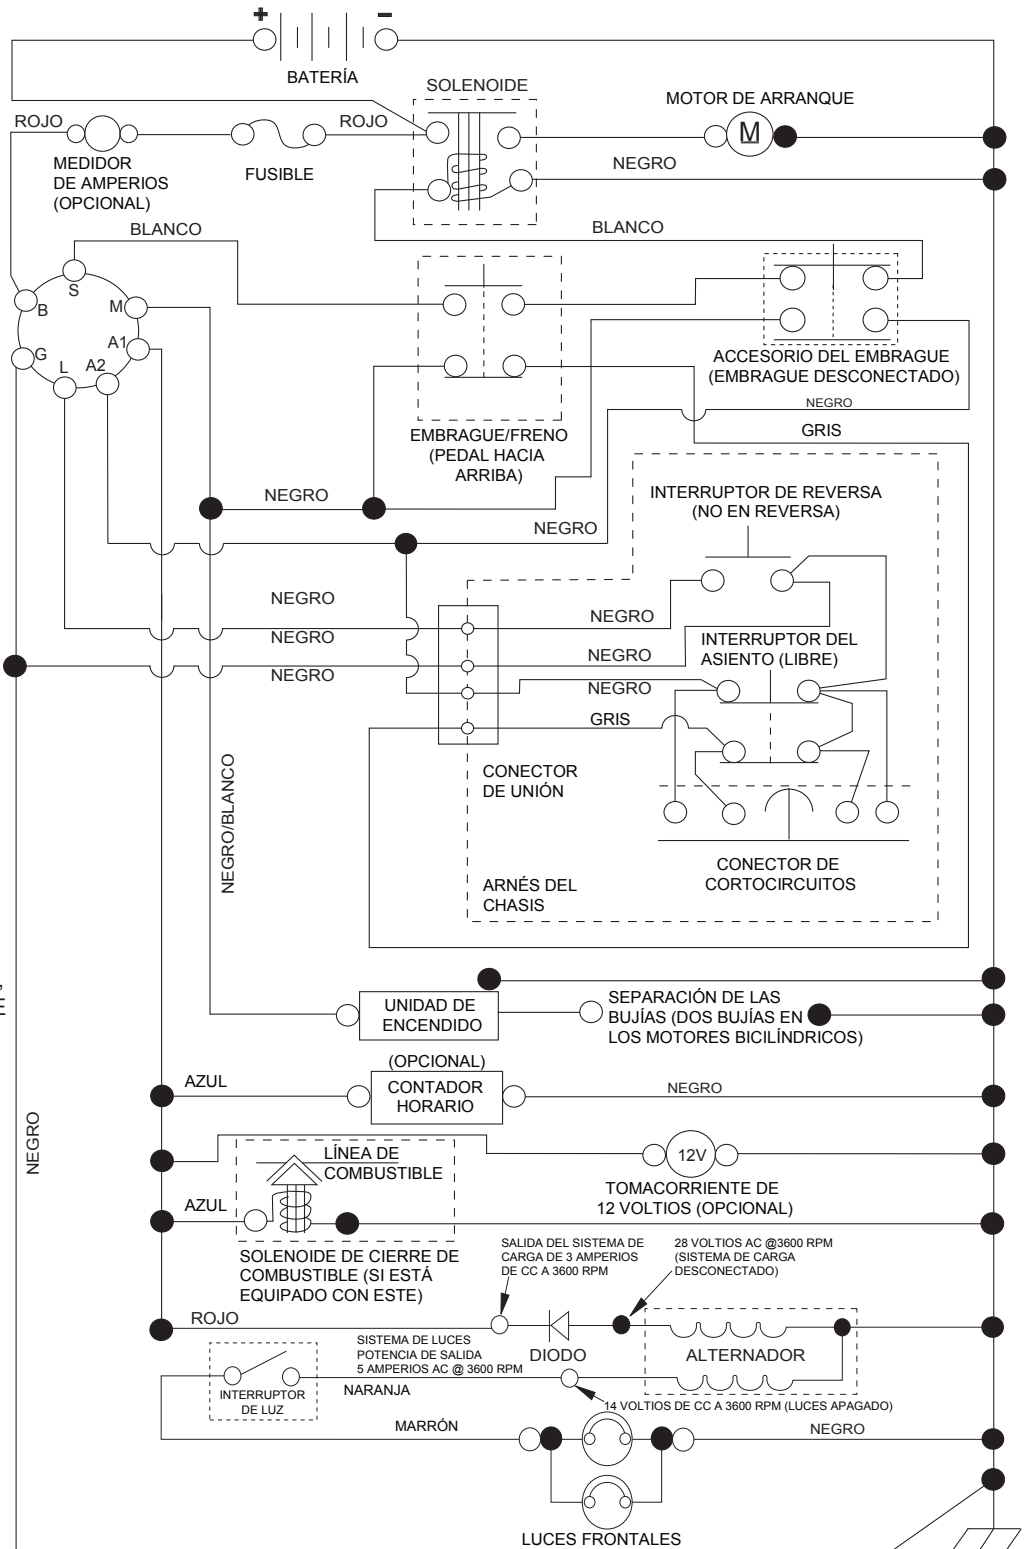 + −
BATERÍA
SOLENOIDE
MOTOR DE ARRANQUE
ROJO
ROJO
M
NEGRO
MEDIDOR
DE AMPERIOS
(OPCIONAL)
FUSIBLE
BLANCO
BLANCO
S
B
M
G
A1
L
A2
ACCESORIO DEL EMBRAGUE
(EMBRAGUE DESCONECTADO)
NEGRO
GRIS
EMBRAGUE/FRENO
(PEDAL HACIA
ARRIBA)
NEGRO
NEGRO
INTERRUPTOR DE REVERSA
(NO EN REVERSA)
NEGRO
NEGRO
NEGRO
NEGRO
NEGRO
NEGRO
GRIS
INTERRUPTOR DEL
ASIENTO (LIBRE)
CONECTOR
DE UNIÓN
NEGRO/BLANCO
CONECTOR DE
CORTOCIRCUITOS
ARNÉS DEL
CHASIS
UNIDAD DE
ENCENDIDO
SEPARACIÓN DE LAS
BUJÍAS (DOS BUJÍAS EN
LOS MOTORES BICILÍNDRICOS)
(OPCIONAL)
AZUL
CONTADOR
HORARIO
NEGRO
NEGRO
LÍNEA DE
COMBUSTIBLE
12V
TOMACORRIENTE DE
12 VOLTIOS (OPCIONAL)
AZUL
SOLENOIDE DE CIERRE DE
COMBUSTIBLE (SI ESTÁ
EQUIPADO CON ESTE)
SALIDA DEL SISTEMA DE
CARGA DE 3 AMPERIOS
DE CC A 3600 RPM
28 VOLTIOS AC @3600 RPM
(SISTEMA DE CARGA
DESCONECTADO)
ROJO
DIODO
ALTERNADOR
SISTEMA DE LUCES
POTENCIA DE SALIDA
5 AMPERIOS AC @ 3600 RPM
NARANJA
INTERRUPTOR
DE LUZ
14 VOLTIOS DE CC A 3600 RPM (LUCES APAGADO)
MARRÓN
NEGRO
LUCES FRONTALES